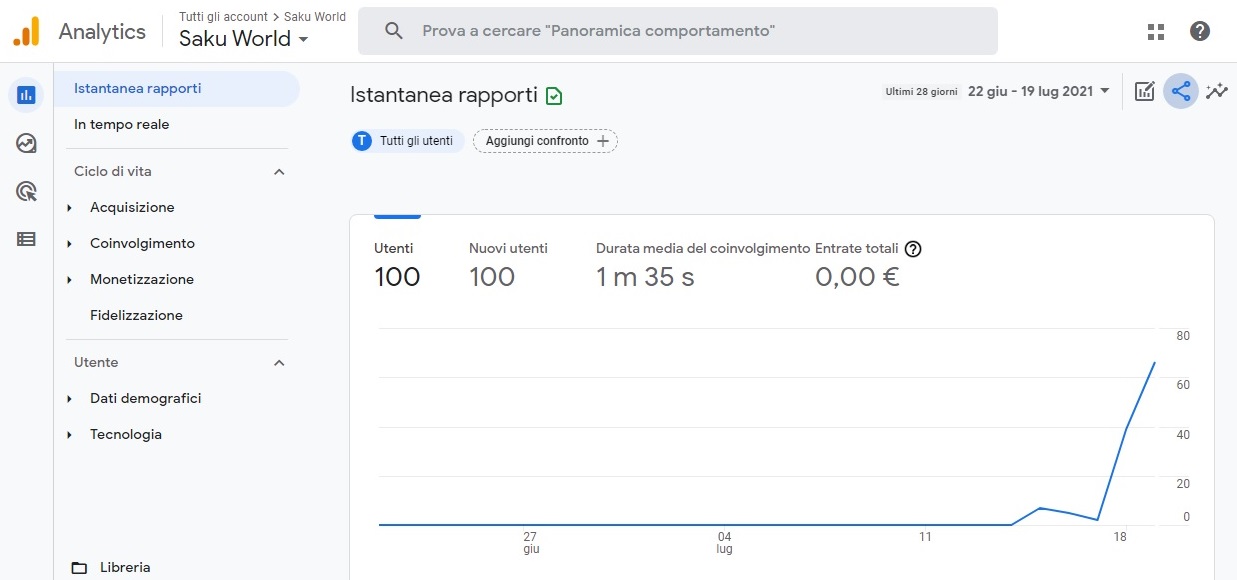 Analytics
Tutti gli account > Saku World
Saku World
Prova a cercare "Panoramica comportamento"
Istantanea rapporti
In tempo reale
Ciclo di vita
Acquisizione
Coinvolgimento
Monetizzazione
Fidelizzazione
Utente
Dati demografici
Tecnologia
Libreria
Istantanea rapporti
Ultimi 28 giorni 22 giu - 19 lug 2021
T Tutti gli utenti
Aggiungi confronto +
Utenti
100
Nuovi utenti
100
Durata media del coinvolgimento
1 m 35 s
Entrate totali
0,00 €
80
60
40
20
0
27
giu
04
lug
11
18